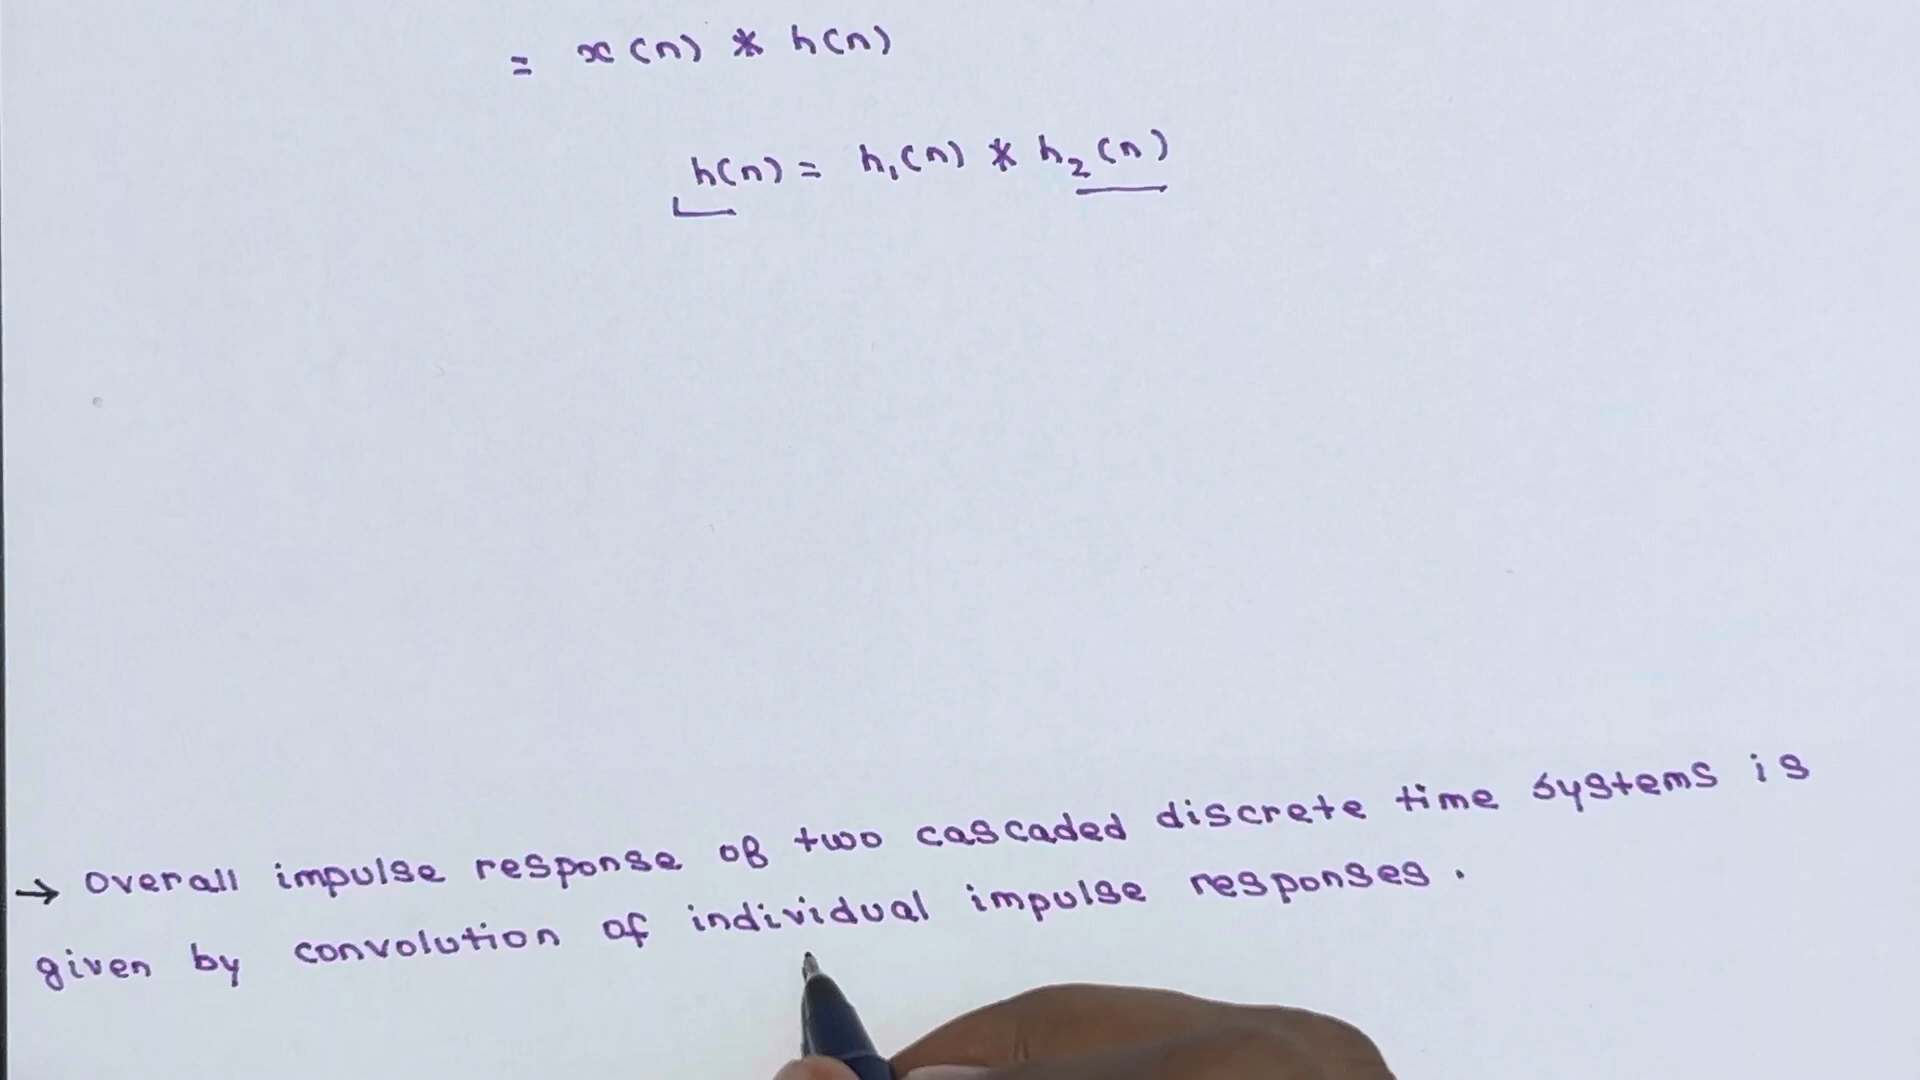 = x(n) * h(n)
h(n) = h₁(n) * h₂(n)
→ Overall impulse response of two cascaded discrete time systems is
given by convolution of individual impulse responses.